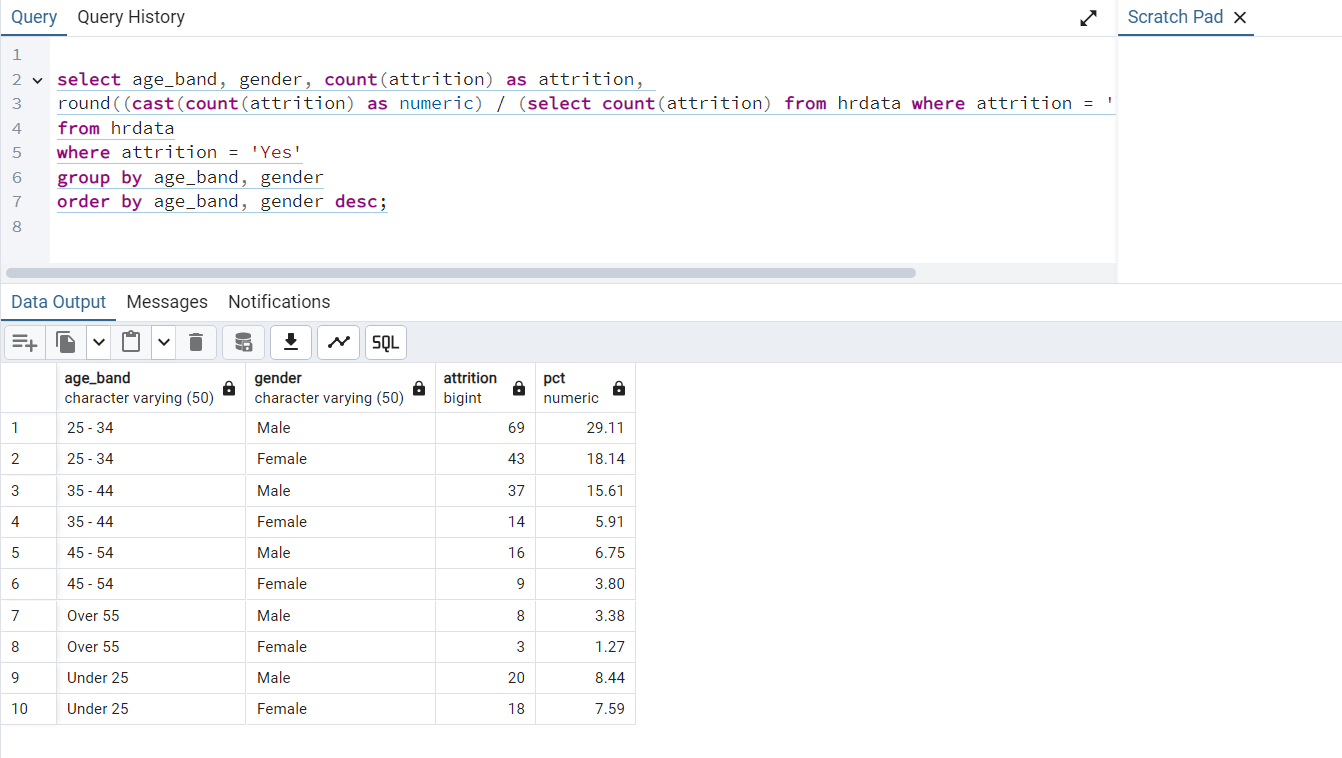 Query Query History Scratch Pad
1
2 select age_band, gender, count(attrition) as attrition,
3 round((cast(count(attrition) as numeric) / (select count(attrition) from hrdata where attrition = '
4 from hrdata
5 where attrition = 'Yes'
6 group by age_band, gender
7 order by age_band, gender desc;
8
Data Output Messages Notifications
SQL
age_band gender attrition pct
character varying (50) character varying (50) bigint numeric
1 25 - 34 Male 69 29.11
2 25 - 34 Female 43 18.14
3 35 - 44 Male 37 15.61
4 35 - 44 Female 14 5.91
5 45 - 54 Male 16 6.75
6 45 - 54 Female 9 3.80
7 Over 55 Male 8 3.38
8 Over 55 Female 3 1.27
9 Under 25 Male 20 8.44
10 Under 25 Female 18 7.59